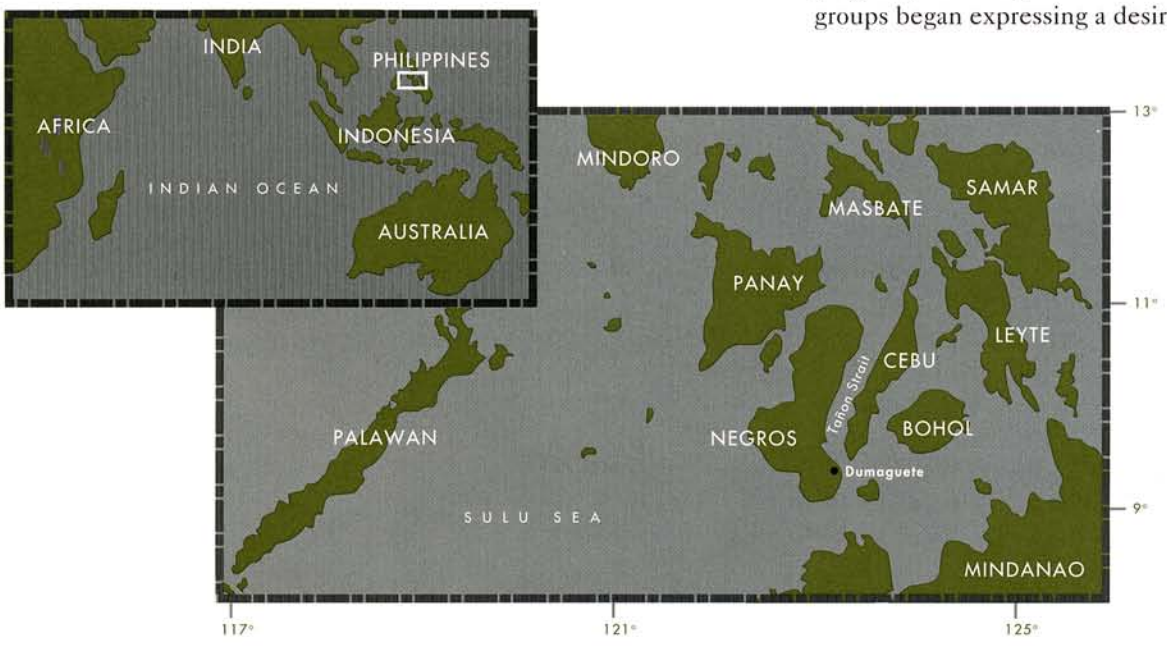 groups began expressing a desir
INDIA
PHILIPPINES
AFRICA
INDONESIA
INDIAN OCEAN
AUSTRALIA
13°
MINDORO
SAMAR
MASBATE
PANAY
11°
LEYTE
CEBU
Tañon Strait
PALAWAN
NEGROS
BOHOL
Dumaguete
9°
SULU SEA
MINDANAO
117°
121°
125°